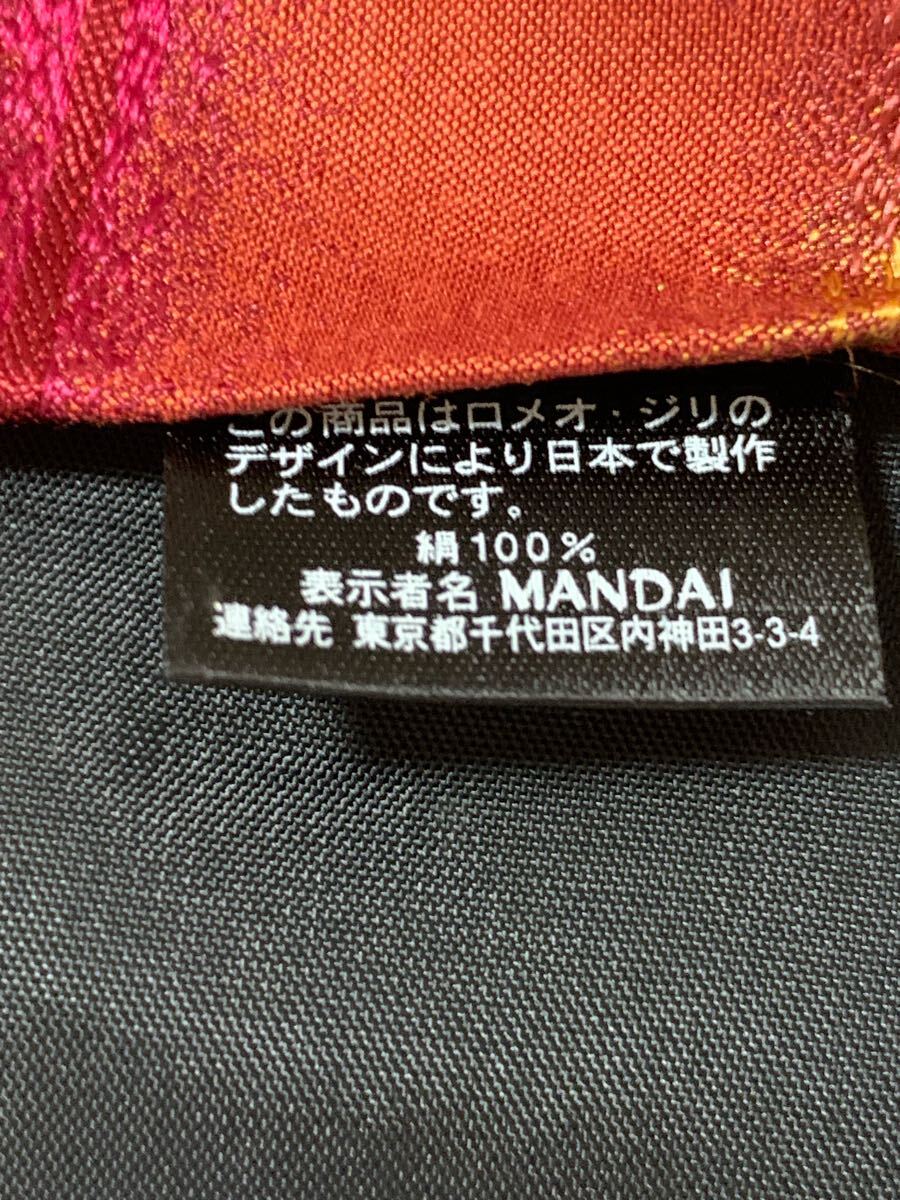 この商品はロメオ・ジリの
デザインにより日本で製作
したものです。
絹100%
表示者名 MANDAI
連絡先 東京都千代田区内神田3-3-4